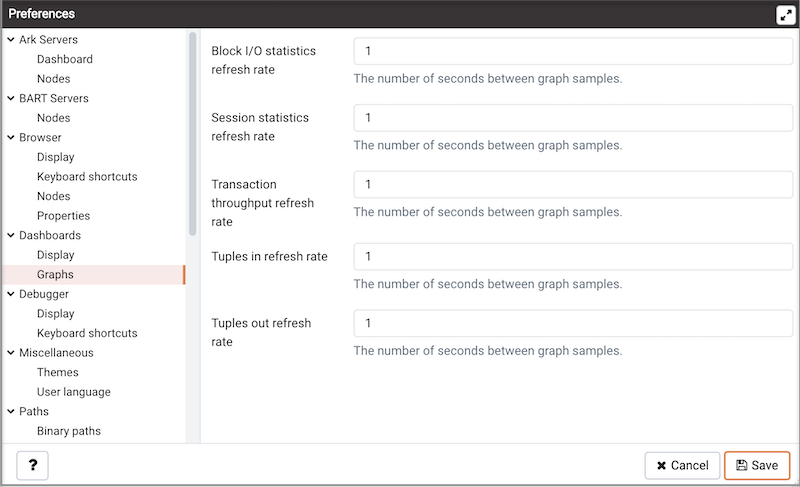 Preferences
Ark Servers
Dashboard
Nodes
BART Servers
Nodes
Browser
Display
Keyboard shortcuts
Nodes
Properties
Dashboards
Display
Graphs
Debugger
Display
Keyboard shortcuts
Miscellaneous
Themes
User language
Paths
Binary paths
Block I/O statistics
refresh rate
1
The number of seconds between graph samples.
Session statistics
refresh rate
1
The number of seconds between graph samples.
Transaction
throughput refresh
rate
1
The number of seconds between graph samples.
Tuples in refresh rate
1
The number of seconds between graph samples.
Tuples out refresh
rate
1
The number of seconds between graph samples.
?
Cancel
Save